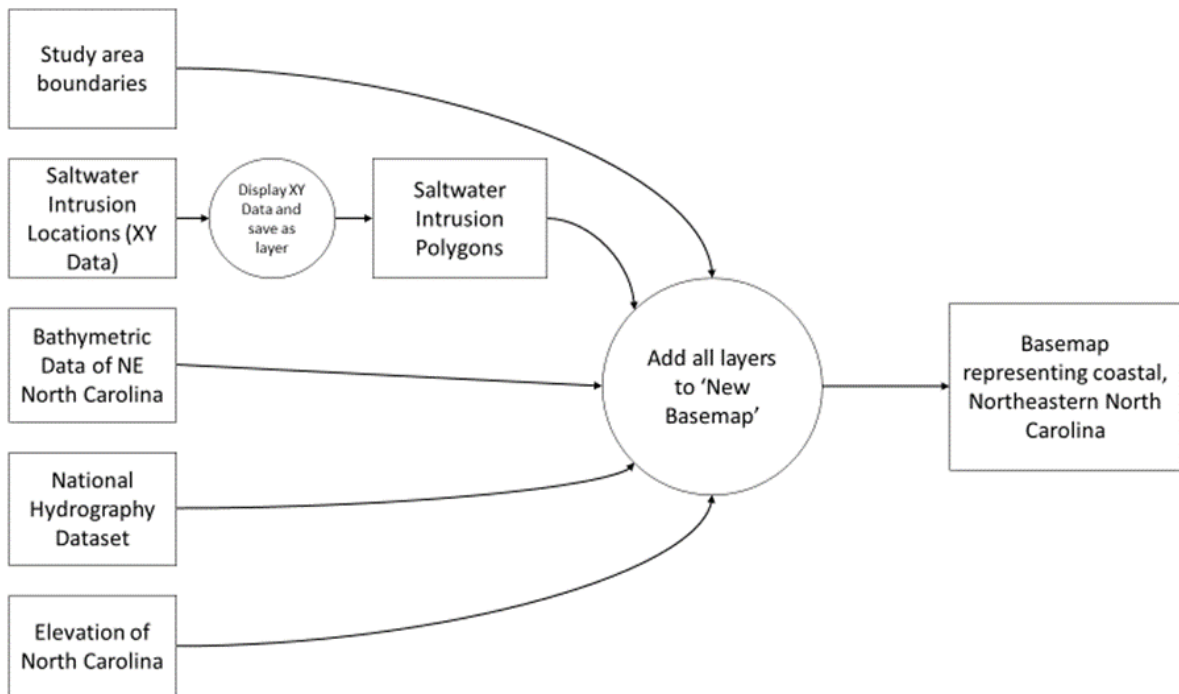 Study area
boundaries
Saltwater
Intrusion
Locations (XY
Data)
Display XY
Data and
save as
layer
Saltwater
Intrusion
Polygons
Bathymetric
Data of NE
North Carolina
National
Hydrography
Dataset
Elevation of
North Carolina
Add all layers
to ‘New
Basemap’
Basemap
representing coastal,
Northeastern North
Carolina